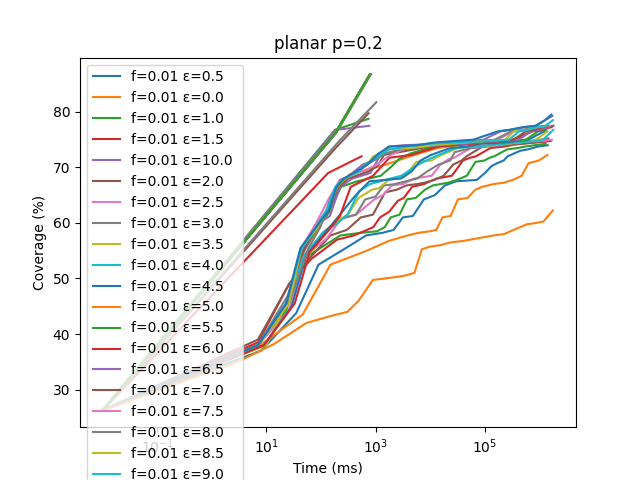 planar p=0.2
Coverage (%)
80
70
60
50
40
30
f=0.01 ε=0.5
f=0.01 ε=0.0
f=0.01 ε=1.0
f=0.01 ε=1.5
f=0.01 ε=10.0
f=0.01 ε=2.0
f=0.01 ε=2.5
f=0.01 ε=3.0
f=0.01 ε=3.5
f=0.01 ε=4.0
f=0.01 ε=4.5
f=0.01 ε=5.0
f=0.01 ε=5.5
f=0.01 ε=6.0
f=0.01 ε=6.5
f=0.01 ε=7.0
f=0.01 ε=7.5
f=0.01 ε=8.0
f=0.01 ε=8.5
f=0.01 ε=9.0
10⁻¹ 10¹ 10³ 10⁵
Time (ms)